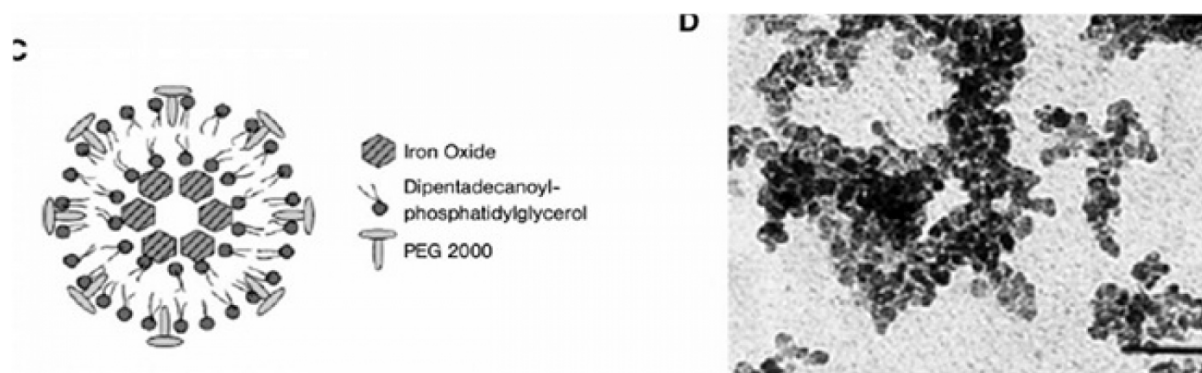 C
D
Iron Oxide
Dipentadecanoyl-
phosphatidylglycerol
PEG 2000